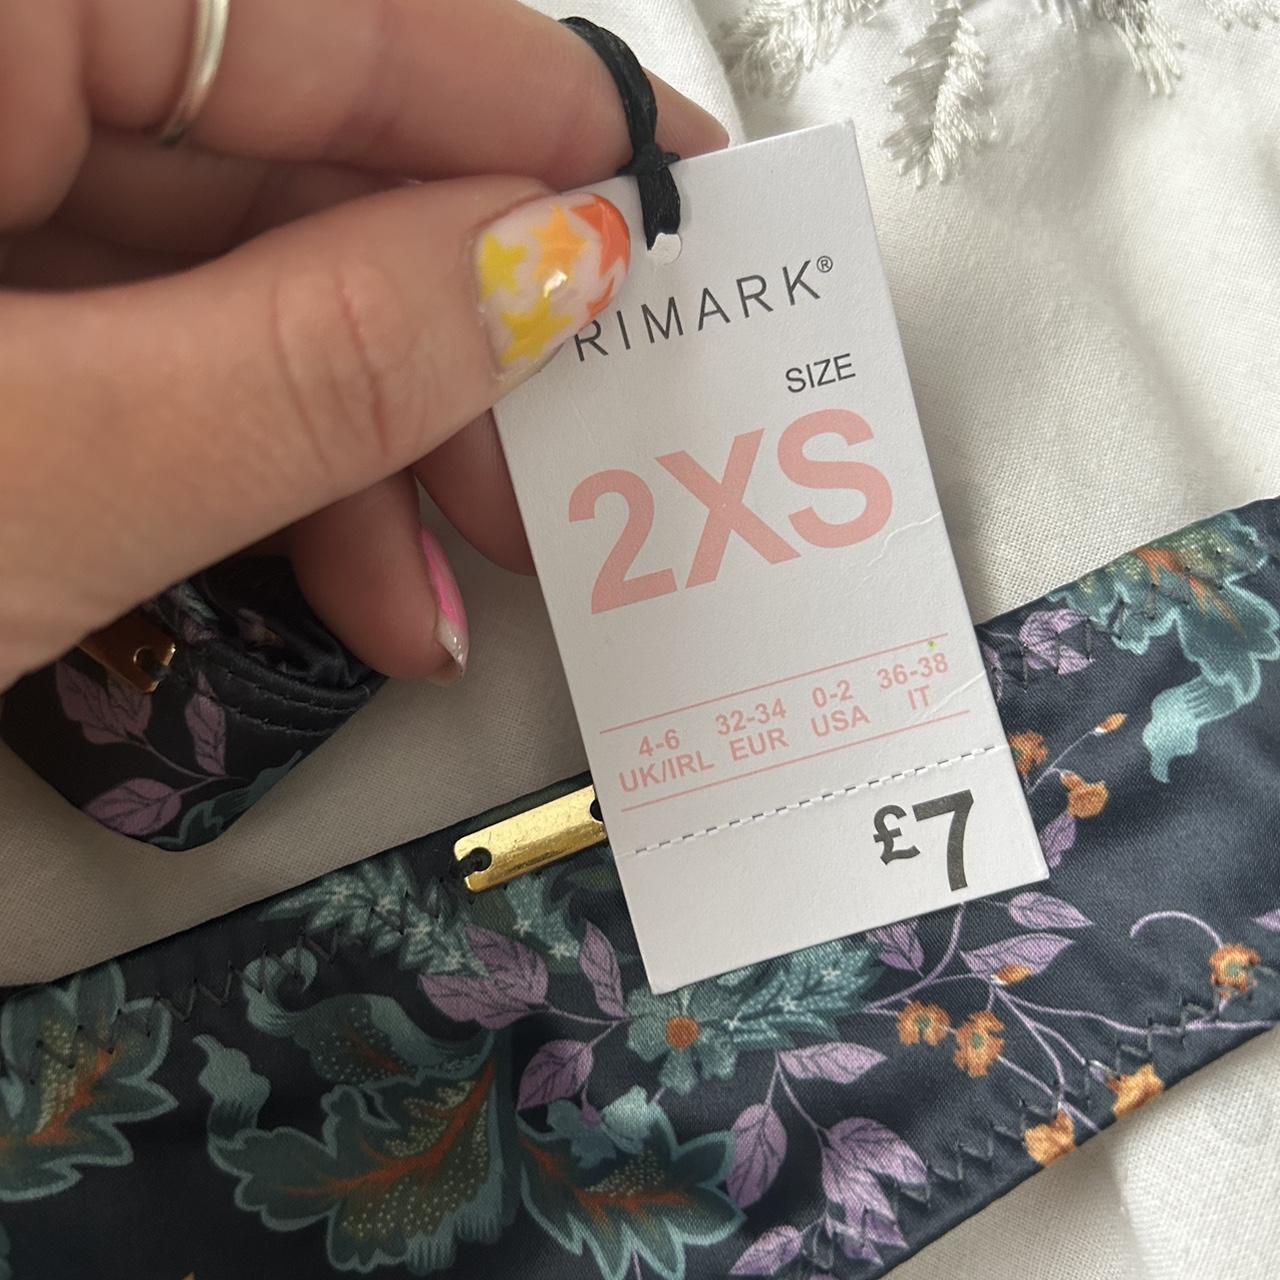 RIMARK®
SIZE
2XS
4-6 32-34 0-2 36-38
UK/IRL EUR USA IT
£7